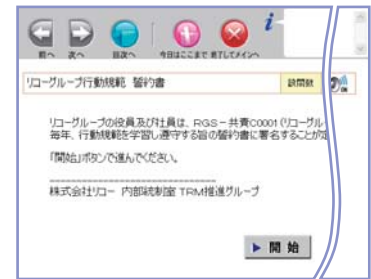 前へ 次へ 目次へ 今日はここまで 終了してメインへ
リコーグループ行動規範 誓約書 設問数
ON
リコーグループの役員及び社員は、RGS-共責C0001(リコーグル
毎年、行動規範を学習し遵守する旨の誓約書に署名することが定
「開始」ボタンで進んでください。
株式会社リコー 内部統制室 TRM推進グループ
開 始